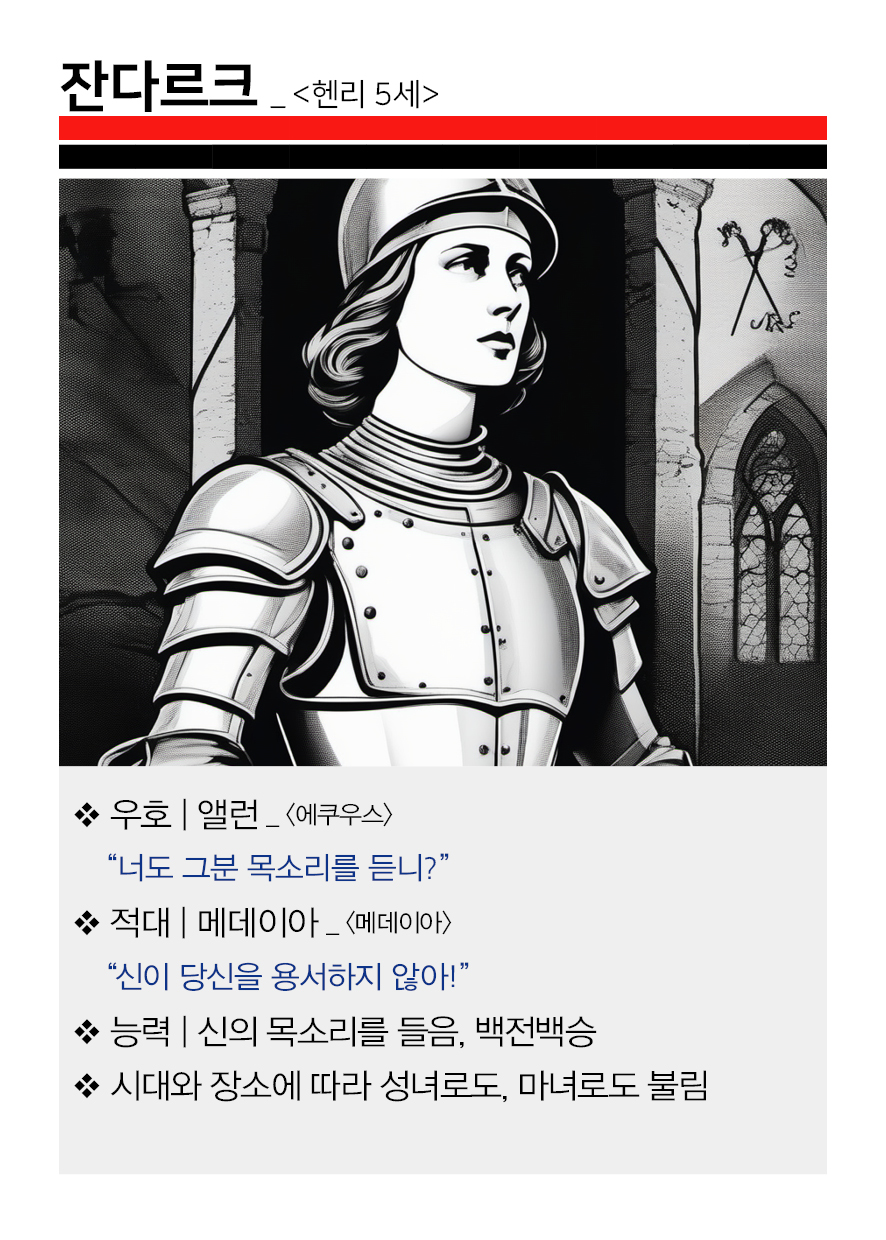 잔다르크 _ <헨리 5세>
❖ 우호 | 앨런 _ 〈에쿠우스〉
“너도 그분 목소리를 듣니?”
❖ 적대 | 메데이아 _ 〈메데이아〉
“신이 당신을 용서하지 않아!”
❖ 능력 | 신의 목소리를 들음, 백전백승
❖ 시대와 장소에 따라 성녀로도, 마녀로도 불림